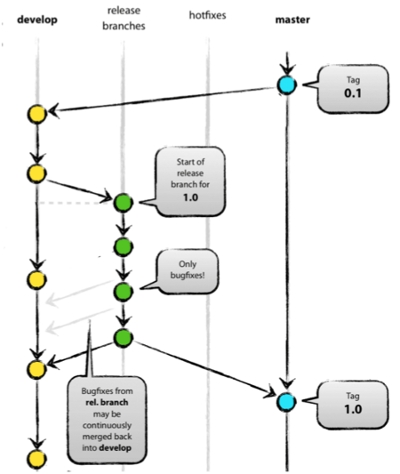 develop
release
branches
hotfixes
master
Tag
0.1
Start of
release
branch for
1.0
Only
bugfixes!
Bugfixes from
rel. branch
may be
continuously
merged back
into develop
Tag
1.0